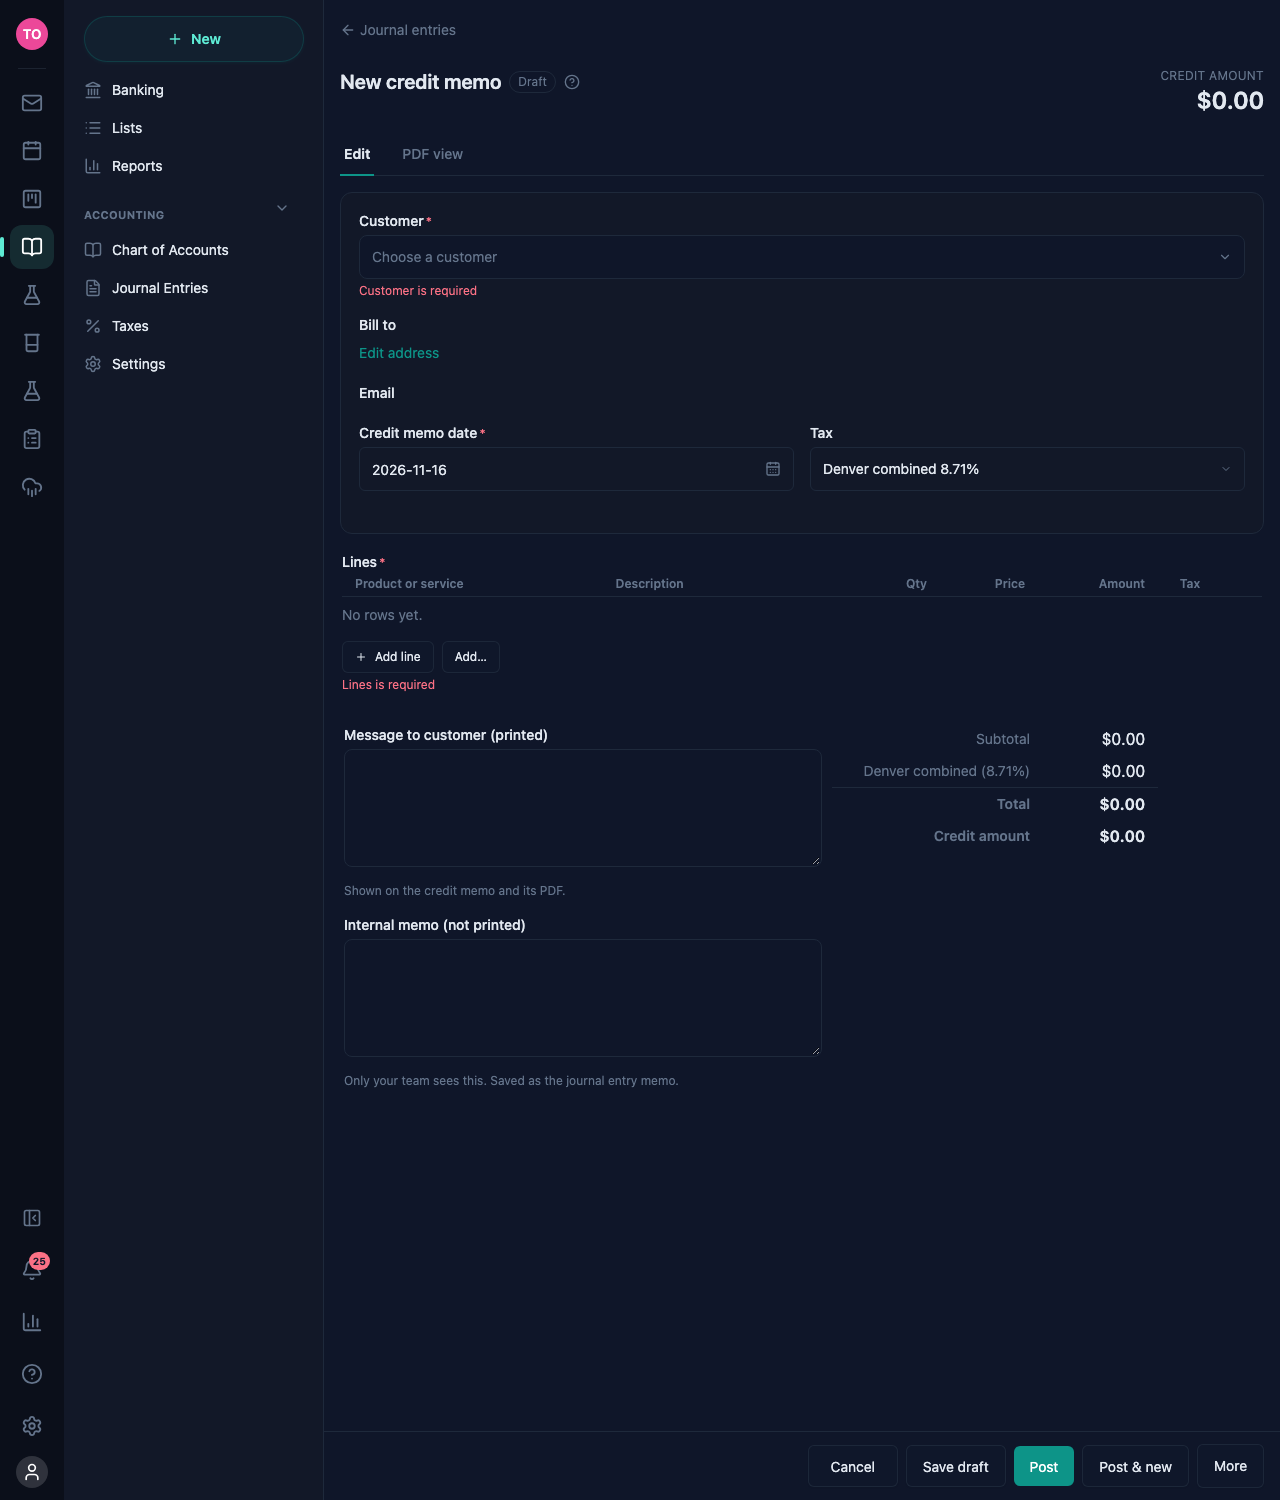 TO
New
Banking
Lists
Reports
ACCOUNTING
Chart of Accounts
Journal Entries
Taxes
Settings
25
Journal entries
New credit memo Draft
CREDIT AMOUNT
$0.00
Edit PDF view
Customer*
Choose a customer
Customer is required
Bill to
Edit address
Email
Credit memo date* Tax
2026-11-16 Denver combined 8.71%
Lines*
Product or service Description Qty Price Amount Tax
No rows yet.
+ Add line Add...
Lines is required
Message to customer (printed)
Shown on the credit memo and its PDF.
Subtotal $0.00
Denver combined (8.71%) $0.00
Total $0.00
Credit amount $0.00
Internal memo (not printed)
Only your team sees this. Saved as the journal entry memo.
Cancel Save draft Post Post & new More